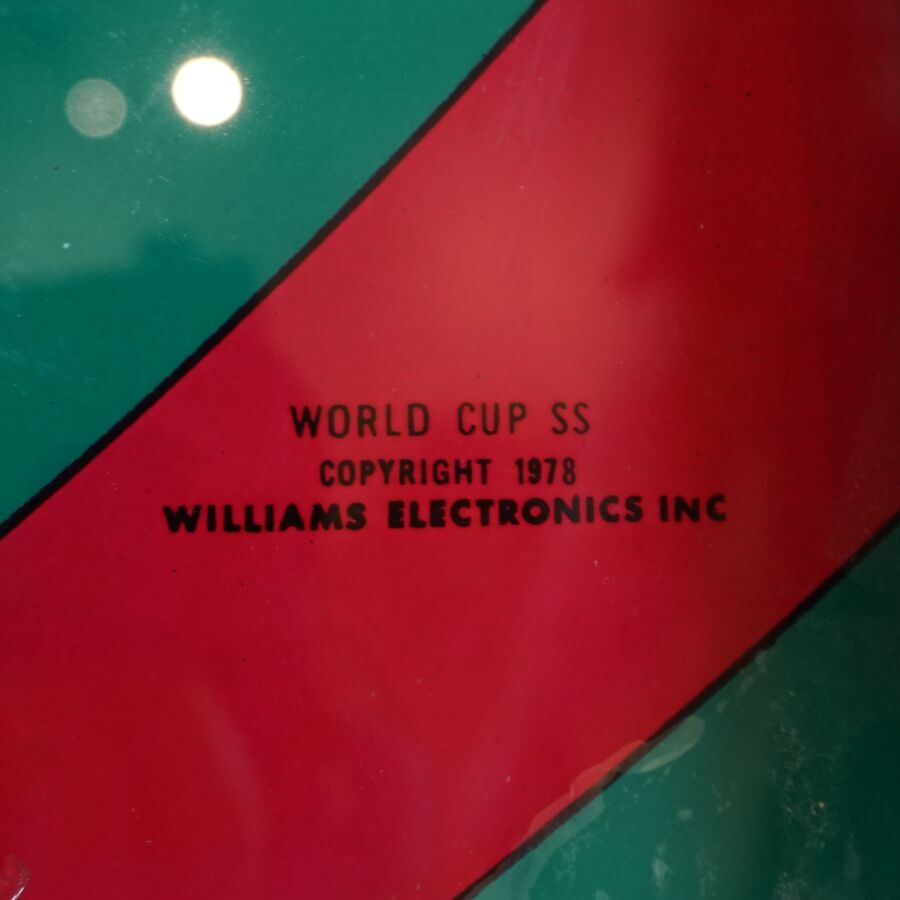 WORLD CUP SS
COPYRIGHT 1978
WILLIAMS ELECTRONICS INC